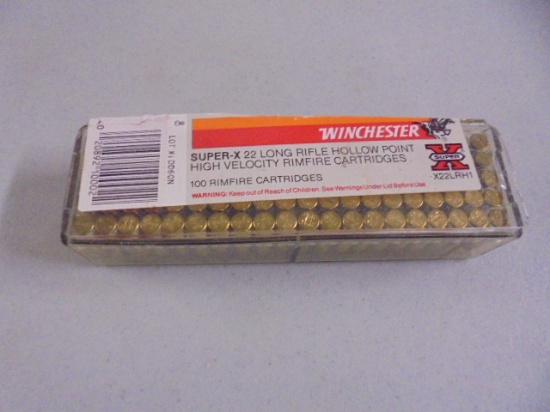 WINCHESTER
SUPER-X 22 LONG RIFLE HOLLOW POINT
HIGH VELOCITY RIMFIRE CARTRIDGES
100 RIMFIRE CARTRIDGES
WARNING: Keep out of Reach of Children. See Warnings Under Lid Before Use.
X
SUPER
X22LRH1
LOT #